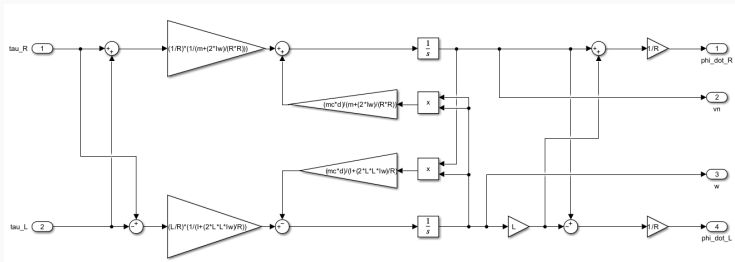 tau_R
1
(1/R)*(1/(m+(2*Iw)/(R*R)))
1
s
1/R
1
phi_dot_R
(mc*d)/(m+(2*Iw)/(R*R))
x
2
vn
(mc*d)/(I+(2*L*L*Iw)/R)
x
3
w
tau_L
2
(L/R)*(1/(I+(2*L*L*Iw)/R))
1
s
L
1/R
4
phi_dot_L